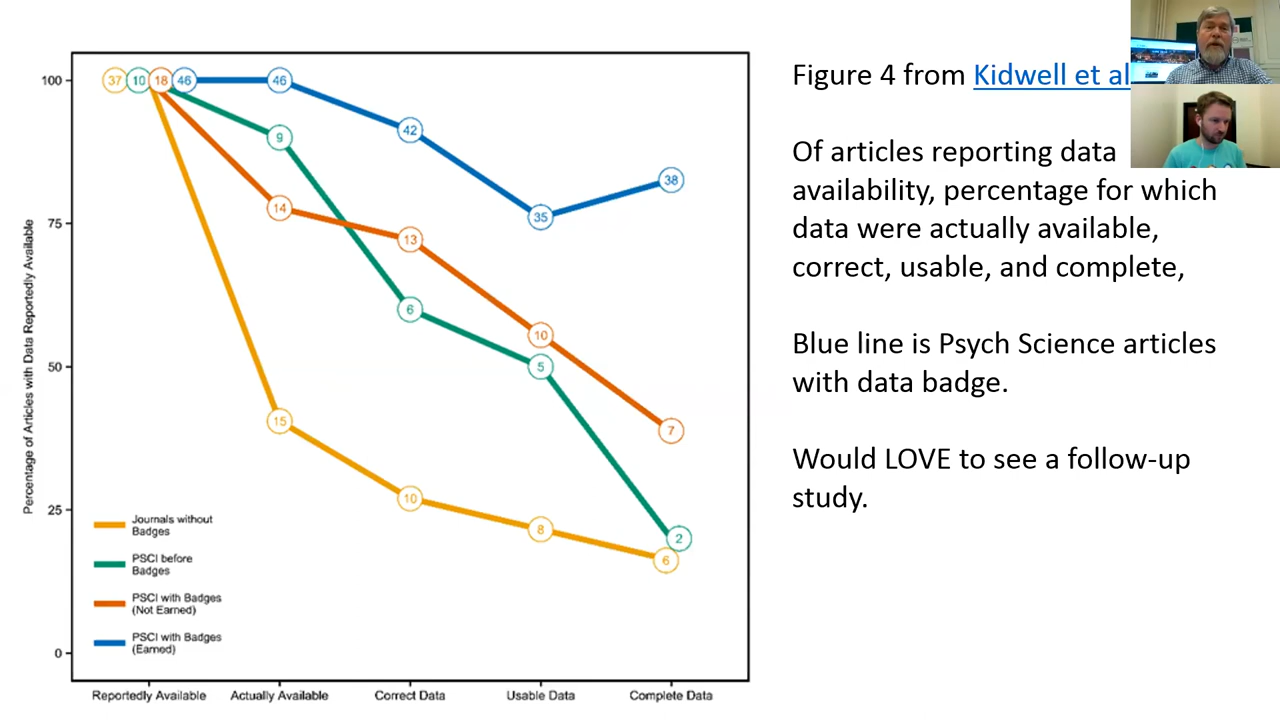 100
75
50
25
0
Percentage of Articles with Data Reportedly Available
37 10 18 46
46
9
14
15
42
13
6
10
35
10
5
8
38
7
2
6
Journals without
Badges
PSCI before
Badges
PSCI with Badges
(Not Earned)
PSCI with Badges
(Earned)
Reportedly Available
Actually Available
Correct Data
Usable Data
Complete Data
Figure 4 from Kidwell et al
Of articles reporting data
availability, percentage for which
data were actually available,
correct, usable, and complete,
Blue line is Psych Science articles
with data badge.
Would LOVE to see a follow-up
study.